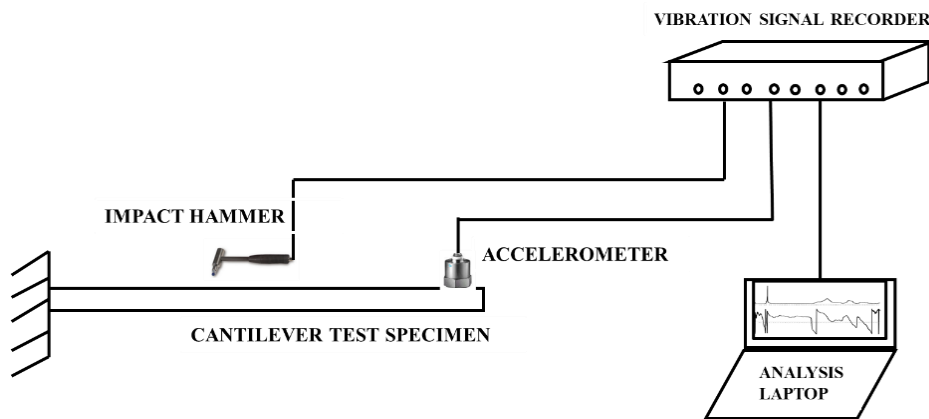 VIBRATION SIGNAL RECORDER
IMPACT HAMMER
ACCELEROMETER
CANTILEVER TEST SPECIMEN
ANALYSIS
LAPTOP